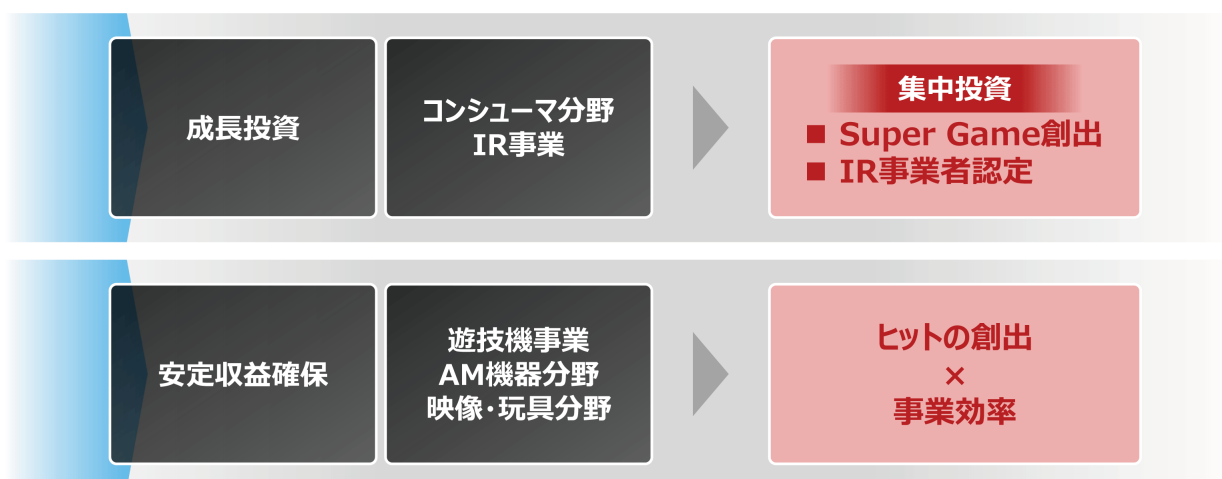 成長投資
コンシューマ分野
IR事業
集中投資
■ Super Game創出
■ IR事業者認定
安定収益確保
遊技機事業
AM機器分野
映像・玩具分野
ヒットの創出
×
事業効率